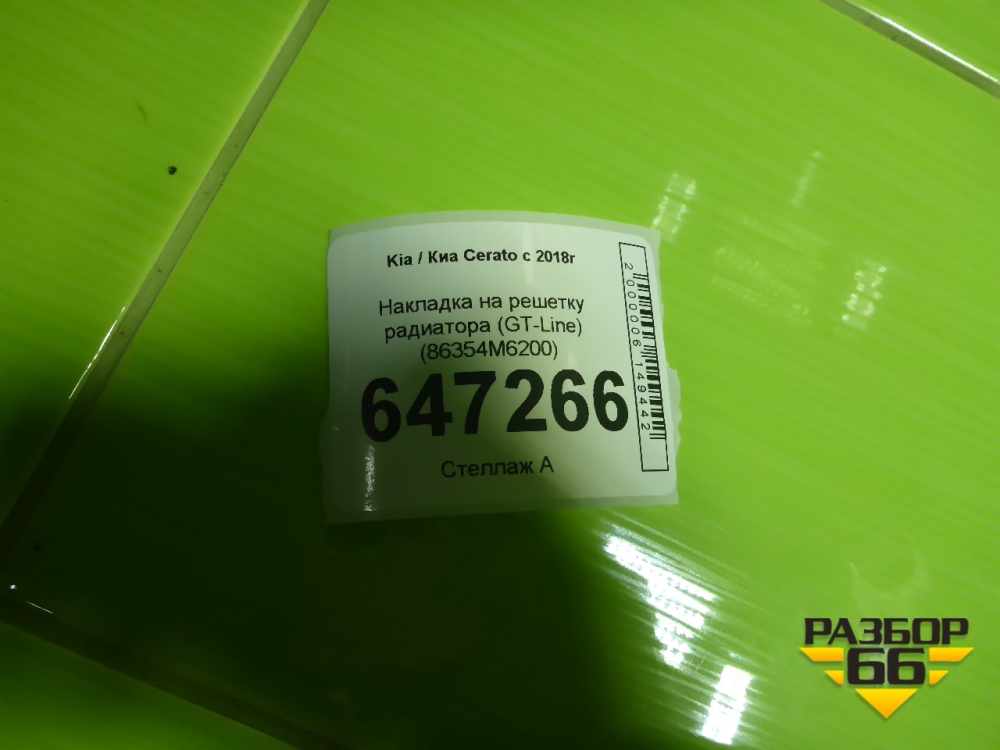 Kia / Киа Cerato с 2018г
Накладка на решетку
радиатора (GT-Line)
(86354M6200)
647266
Стеллаж А
2000006149442
РАЗБОР
66